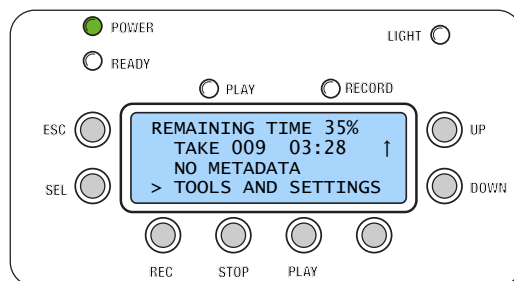 POWER
LIGHT
READY
PLAY
RECORD
ESC
REMAINING TIME 35%
UP
TAKE 009 03:28 ↑
NO METADATA
SEL
> TOOLS AND SETTINGS
DOWN
REC
STOP
PLAY